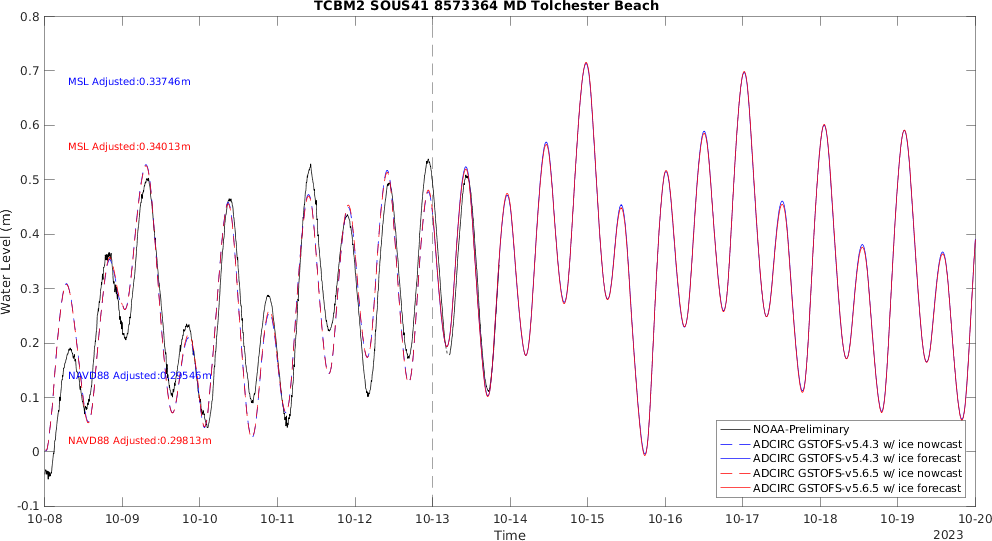 TCBM2 SOUS41 8573364 MD Tolchester Beach
0.8
0.7
0.6
0.5
0.4
0.3
0.2
0.1
0
-0.1
Water Level (m)
MSL Adjusted:0.33746m
MSL Adjusted:0.34013m
NAVD88 Adjusted:0.29546m
NAVD88 Adjusted:0.29813m
NOAA-Preliminary
ADCIRC GSTOFS-v5.4.3 w/ ice nowcast
ADCIRC GSTOFS-v5.4.3 w/ ice forecast
ADCIRC GSTOFS-v5.6.5 w/ ice nowcast
ADCIRC GSTOFS-v5.6.5 w/ ice forecast
10-08 10-09 10-10 10-11 10-12 10-13 10-14 10-15 10-16 10-17 10-18 10-19 10-20
Time
2023